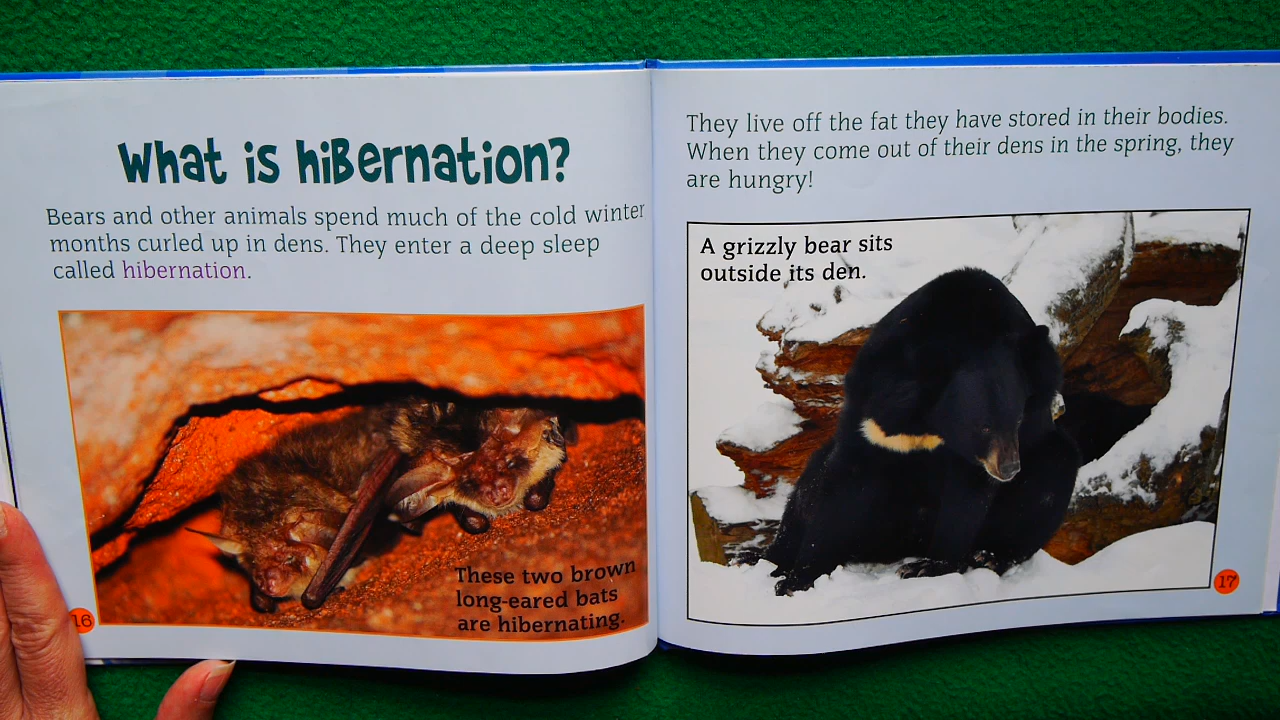 What is hiBernation?
Bears and other animals spend much of the cold winter
months curled up in dens. They enter a deep sleep
called hibernation.
These two brown
long-eared bats
are hibernating.
16
They live off the fat they have stored in their bodies.
When they come out of their dens in the spring, they
are hungry!
A grizzly bear sits
outside its den.
17